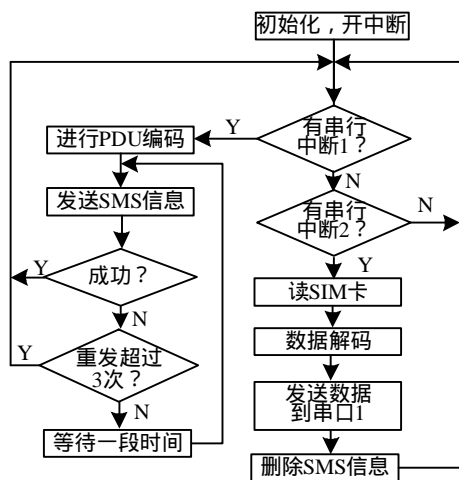 初始化，开中断
有串行
中断1？
Y
进行PDU编码
N
发送SMS信息
有串行
中断2？
N
Y
成功？
Y
读SIM卡
N
数据解码
重发超过
3次？
Y
发送数据
到串口1
N
等待一段时间
删除SMS信息